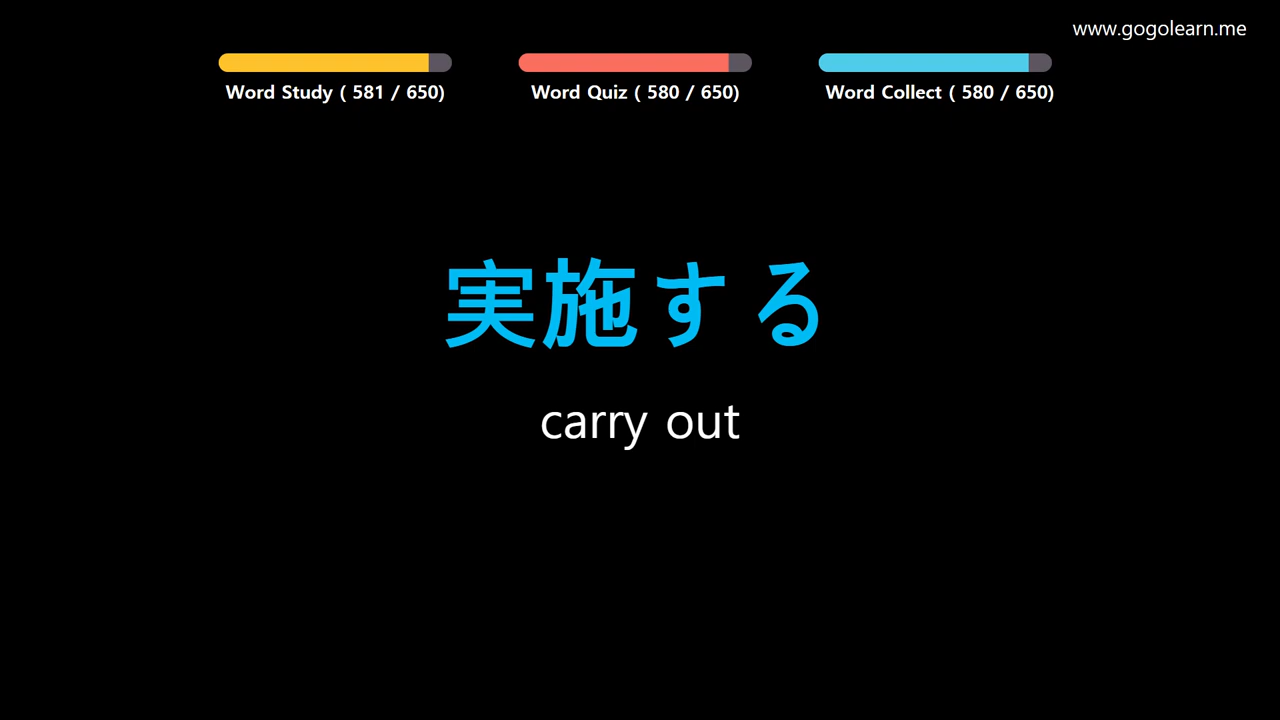 www.gogolearn.me
Word Study ( 581 / 650)
Word Quiz ( 580 / 650)
Word Collect ( 580 / 650)
実施する
carry out